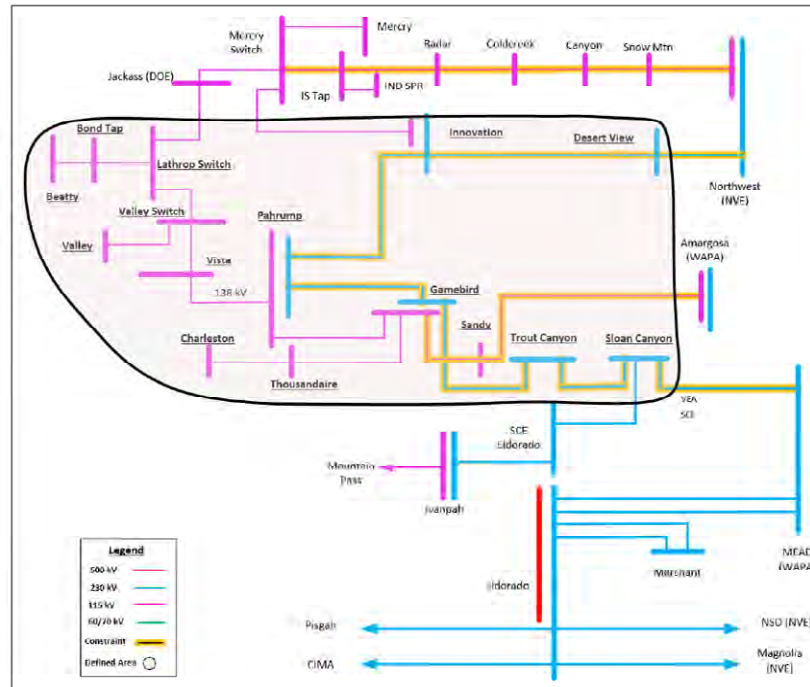 Mercry
Switch
Mercry
Radar
Coldcreek
Canyon
Snow Mtn
Jackass (DOE)
IS Tap
IND SPR
Bond Tap
Innovation
Desert View
Lathrop Switch
Beatty
Northwest
(NVE)
Valley Switch
Pahrump
Valley
Vista
Amargosa
(WAPA)
Gamebird
138 kV
Sandy
Charleston
Trout Canyon
Sloan Canyon
Thousandaire
VEA
SCE
SCE
Eldorado
Mountain
Pass
Ivanpah
Legend
500 kV
230 kV
115 kV
60/70 kV
Constraint
Defined Area
Eldorado
Merchant
MEAD
(WAPA)
Pisgah
NSO (NVE)
CIMA
Magnolia
(NVE)